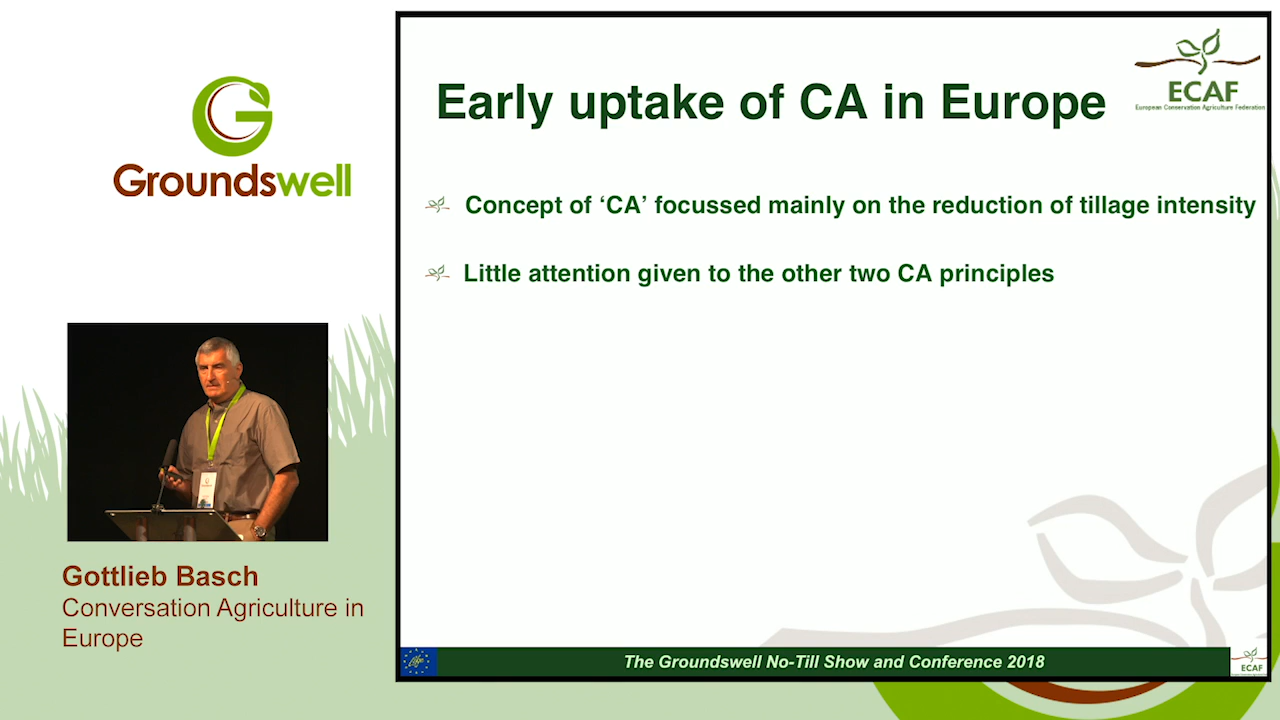 Groundswell
Gottlieb Basch
Conversation Agriculture in
Europe
ECAF
European Conservation Agriculture Federation
Early uptake of CA in Europe
Concept of ‘CA’ focussed mainly on the reduction of tillage intensity
Little attention given to the other two CA principles
The Groundswell No-Till Show and Conference 2018
ECAF